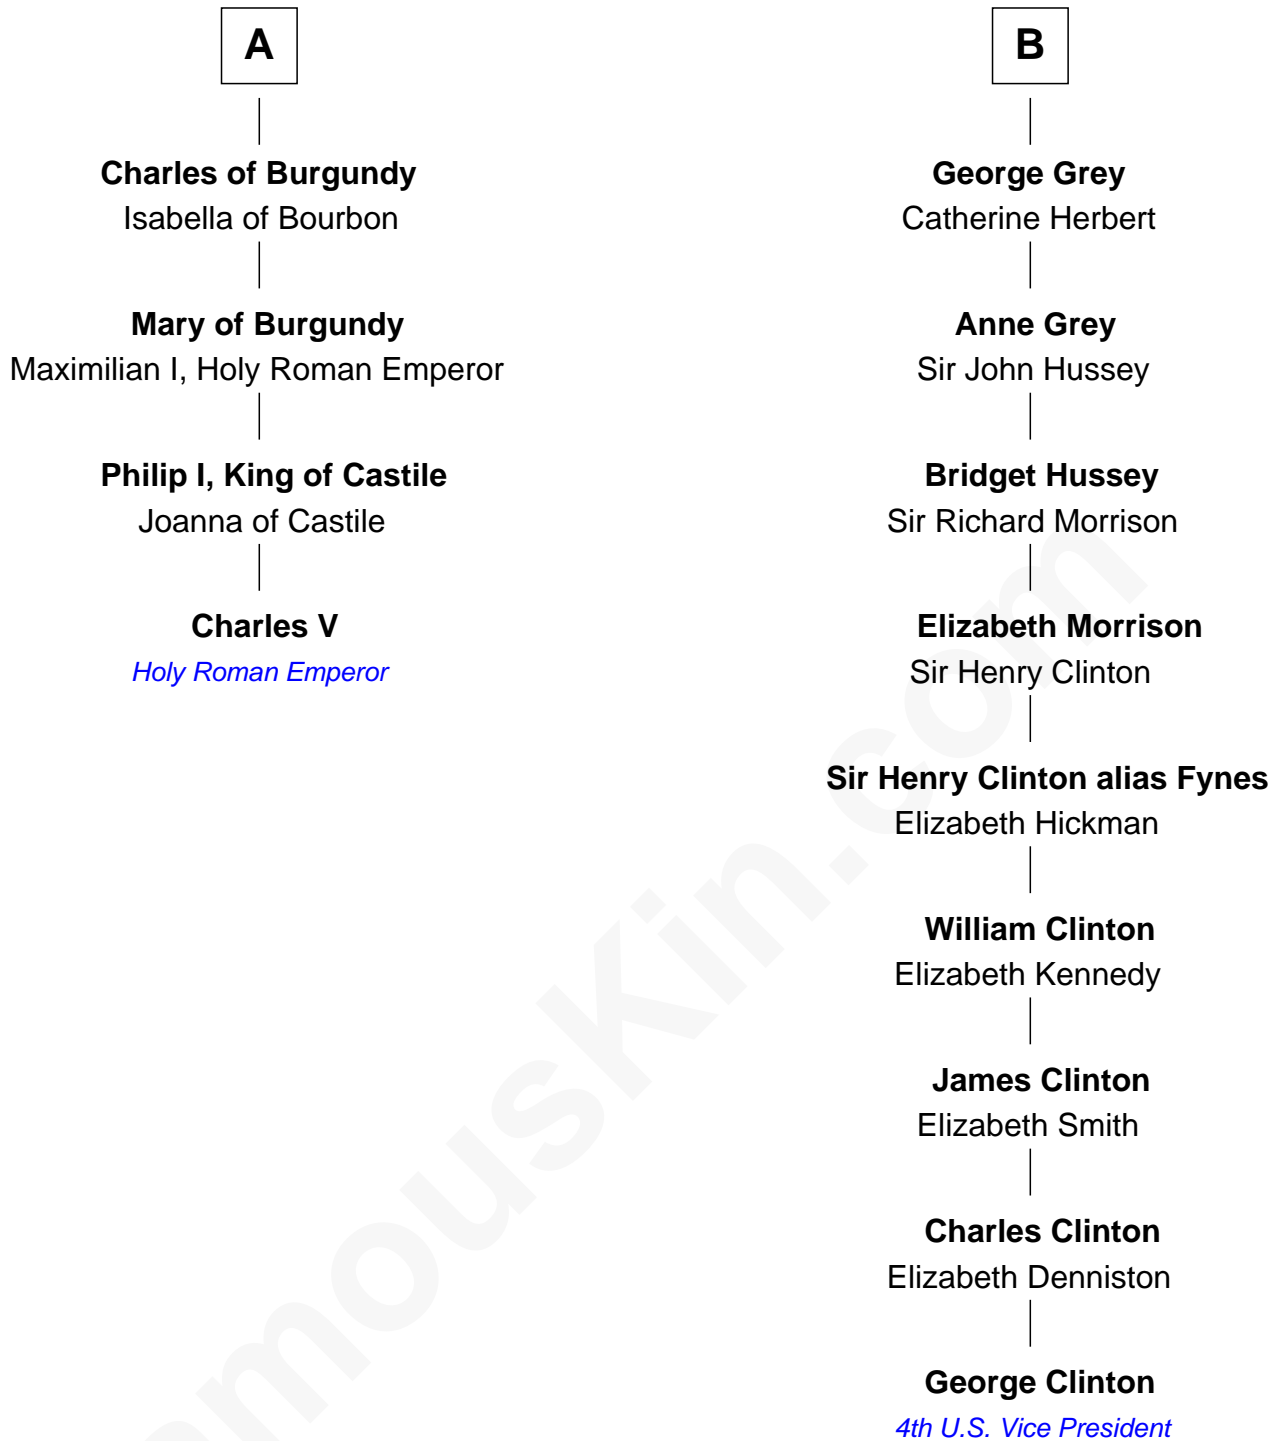 A
Charles of Burgundy
Isabella of Bourbon
Mary of Burgundy
Maximilian I, Holy Roman Emperor
Philip I, King of Castile
Joanna of Castile
Charles V
Holy Roman Emperor
B
George Grey
Catherine Herbert
Anne Grey
Sir John Hussey
Bridget Hussey
Sir Richard Morrison
Elizabeth Morrison
Sir Henry Clinton
Sir Henry Clinton alias Fynes
Elizabeth Hickman
William Clinton
Elizabeth Kennedy
James Clinton
Elizabeth Smith
Charles Clinton
Elizabeth Denniston
George Clinton
4th U.S. Vice President
amousKin.com